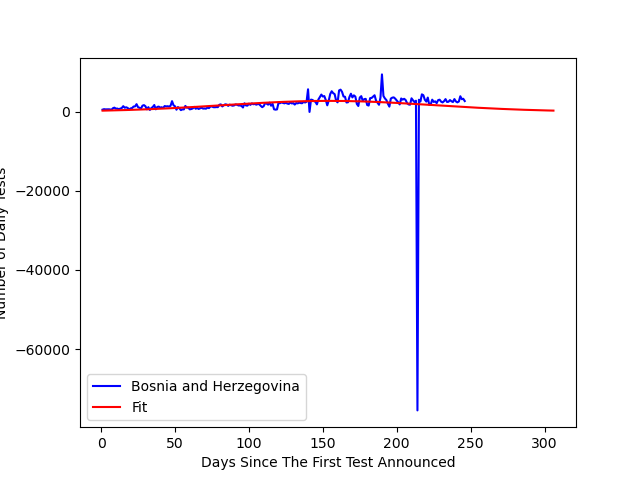 0
−20000
−40000
−60000
Number of Daily Tests
0
50
100
150
200
250
300
Days Since The First Test Announced
Bosnia and Herzegovina
Fit